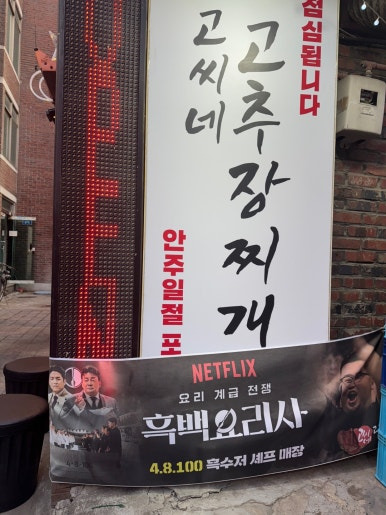 점심됩니다
고씨네
고추장찌개
안주일절 포
NETFLIX
요리 계급 전쟁
흑백요리사
4.8.100 흑수저 셰프 매장